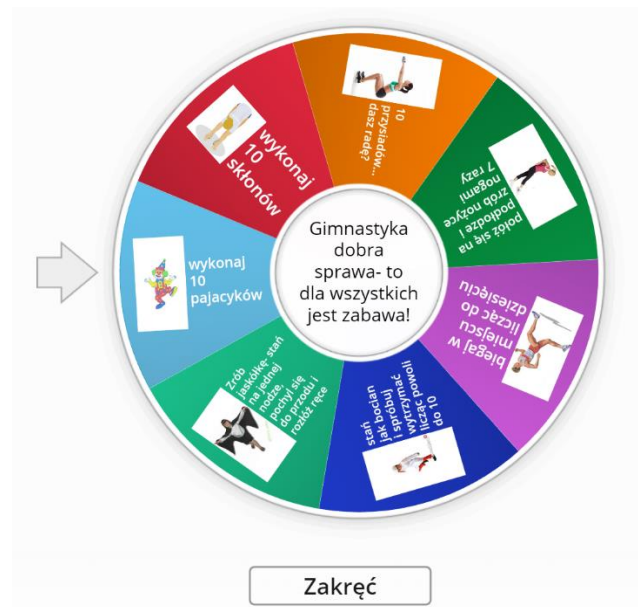 10
przysiadów...
dasz radę?
połóż się na
podłodze i
zrób nożyce
nogami
7 razy
biegaj w
miejscu
licząc do
dziesięciu
stań
jak bocian
i spróbuj
wytrzymać
licząc powoli
do 10
Zrób
jaskółkę- stań
na jednej
nodze,
pochyl się
do przodu i
rozłóż ręce
wykonaj
10
pajacyków
wykonaj
10
skłonów
Gimnastyka
dobra
sprawa- to
dla wszystkich
jest zabawa!
Zakręć